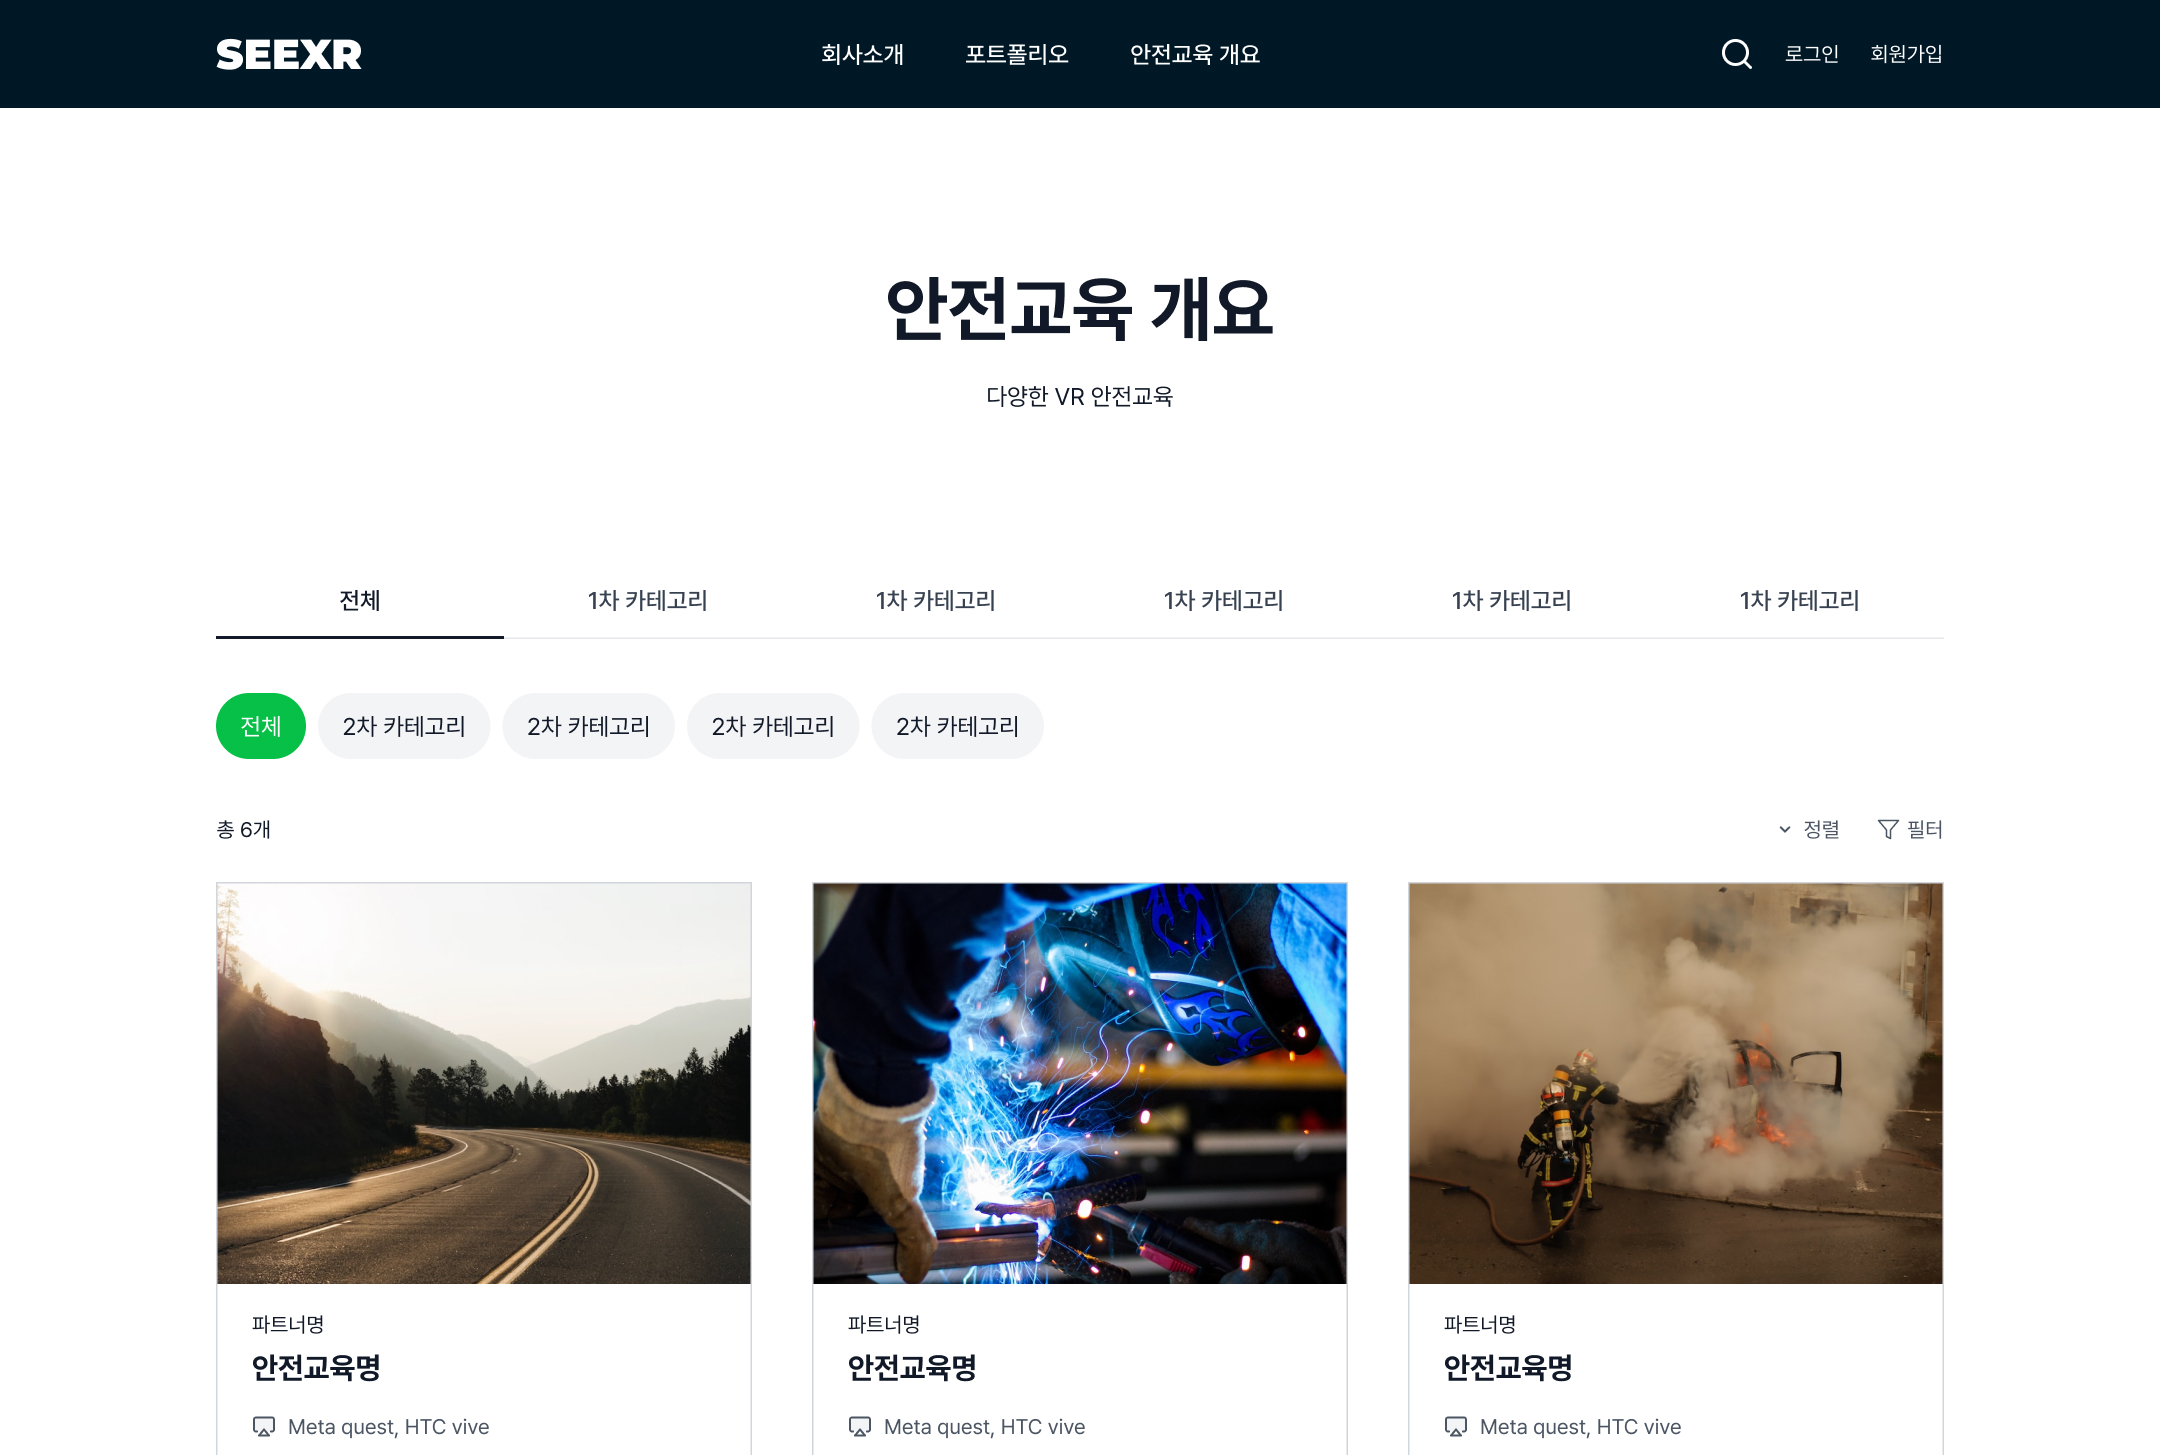 SEEXR 회사소개 포트폴리오 안전교육 개요 로그인 회원가입
안전교육 개요
다양한 VR 안전교육
전체 1차 카테고리 1차 카테고리 1차 카테고리 1차 카테고리 1차 카테고리
전체 2차 카테고리 2차 카테고리 2차 카테고리 2차 카테고리
총 6개 정렬 필터
파트너명 파트너명 파트너명
안전교육명 안전교육명 안전교육명
Meta quest, HTC vive Meta quest, HTC vive Meta quest, HTC vive